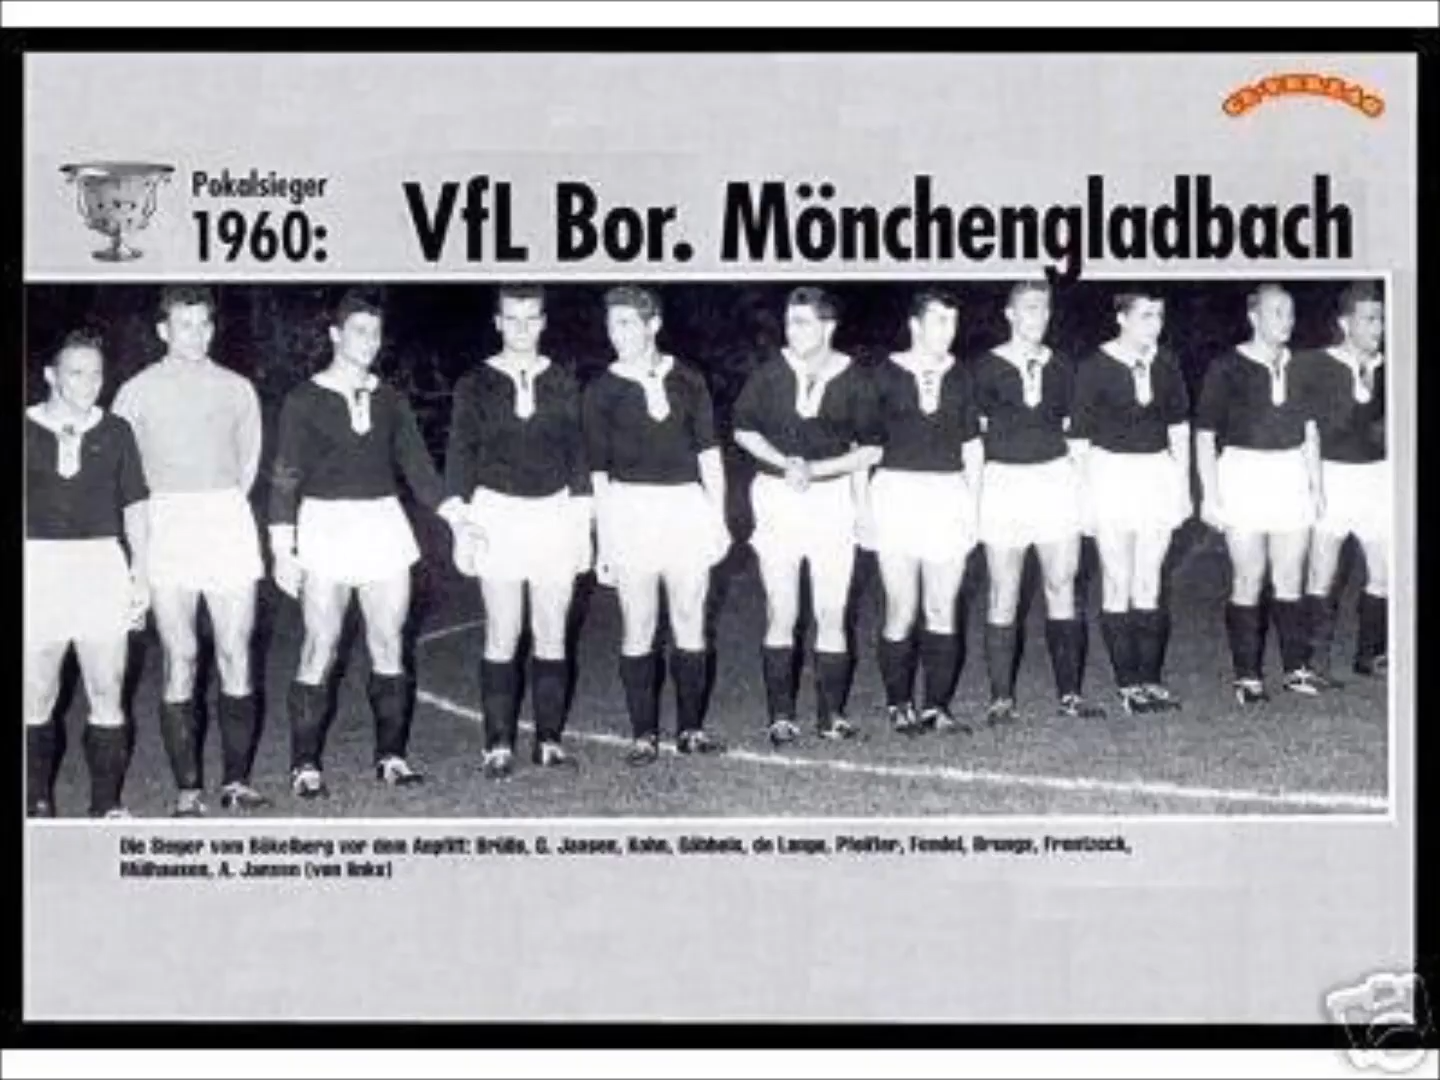 Pokalsieger
1960:
VfL Bor. Mönchengladbach
Die Sieger vom Bökelberg vor dem Anpfiff: Brülls, G. Jansen, Kohn, Göbbels, de Lange, Pfeiffer, Fendel, Brungs, Frontzeck,
Mülhausen, A. Jansen (von links)